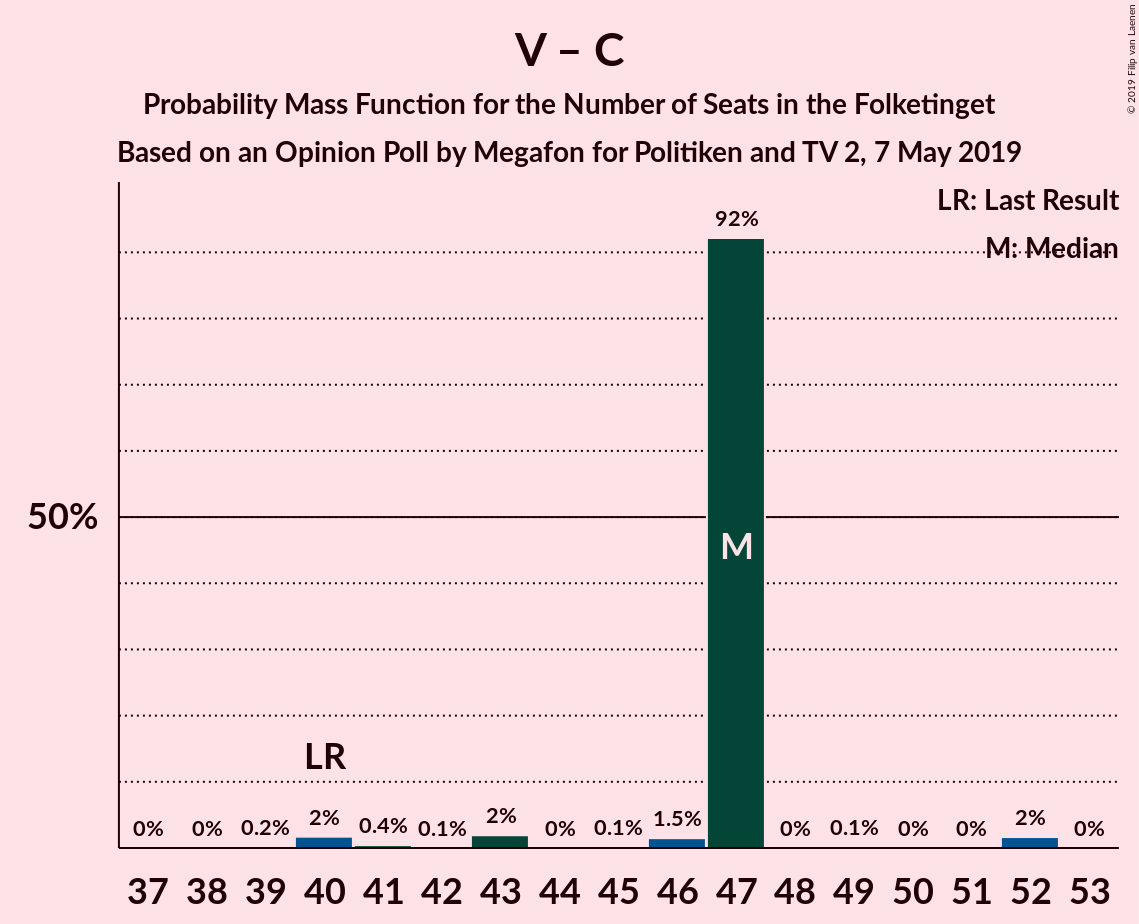 V – C
Probability Mass Function for the Number of Seats in the Folketinget
Based on an Opinion Poll by Megafon for Politiken and TV 2, 7 May 2019
© 2019 Filip van Laenen
LR: Last Result
M: Median
92%
50%
M
LR
0% 0% 0.2% 2% 0.4% 0.1% 2% 0% 0.1% 1.5% 0% 0.1% 0% 0% 2% 0%
37 38 39 40 41 42 43 44 45 46 47 48 49 50 51 52 53